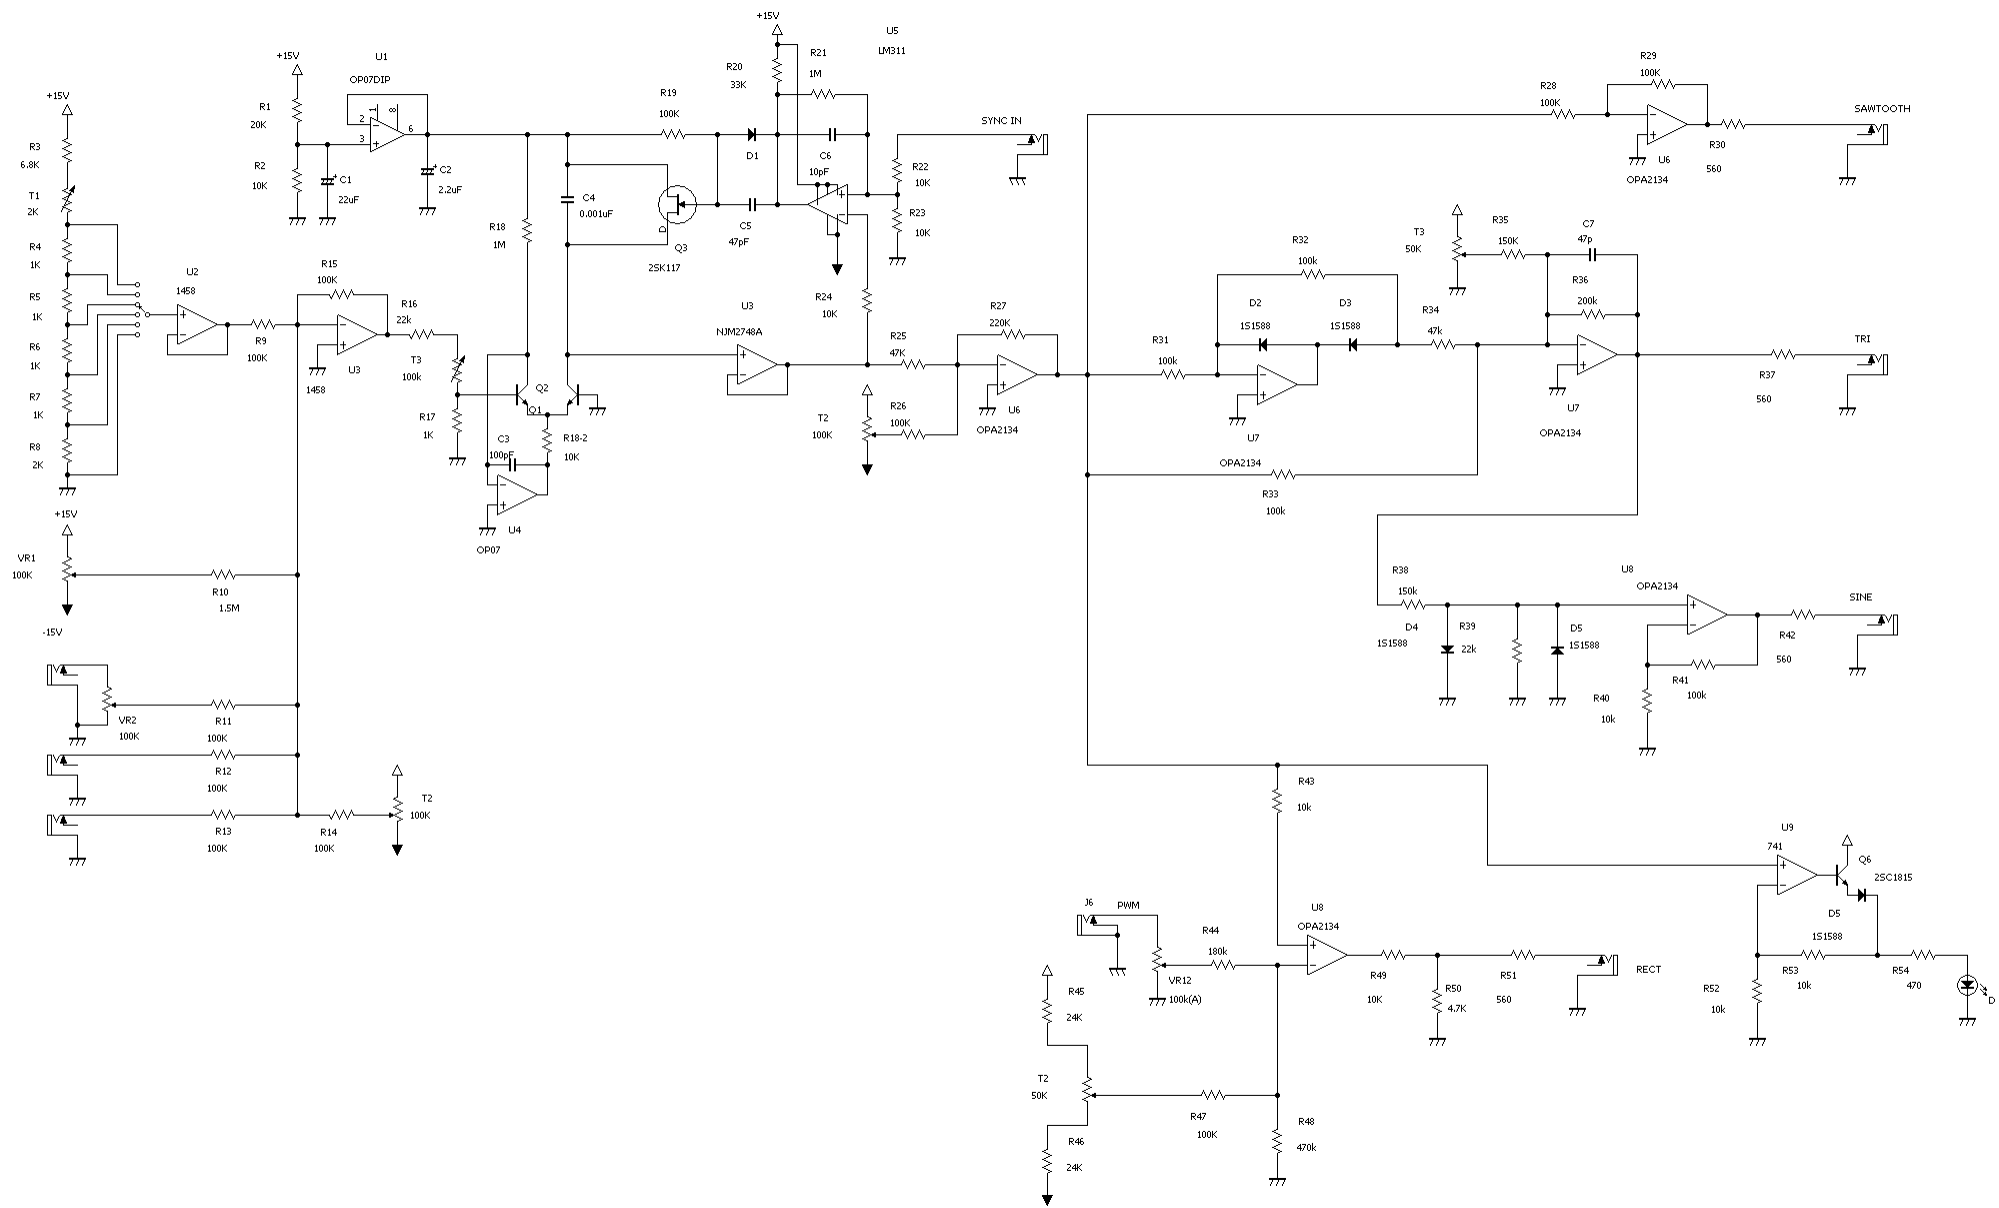 +15V
U5
LM311
+15V
U1
R21
1M
R20
33K
R29
100K
OP07DIP
+15V
R28
100K
R19
100K
SAWTOOTH
R1
20K
1
8
2
6
3
SYNC IN
R3
6.8K
D1
C6
10pF
R30
560
U6
OPA2134
R2
10K
C1
22uF
C2
2.2uF
R22
10K
T1
2K
C4
0.001uF
R23
10K
R18
1M
D
C5
47pF
Q3
2SK117
R35
150K
C7
47p
T3
50K
R4
1K
R32
100k
U2
1458
R15
100K
R36
200k
R5
1K
R16
22k
R24
10K
U3
NJM2748A
R27
220K
D2
1S1588
D3
1S1588
R34
47k
R9
100K
R25
47K
R31
100k
TRI
R6
1K
U3
1458
T3
100k
R37
560
Q2
Q1
R7
1K
R17
1K
T2
100K
R26
100K
U6
OPA2134
U7
OPA2134
R8
2K
C3
100pF
R18-2
10K
U7
OPA2134
R33
100k
+15V
U4
OP07
VR1
100K
R10
1.5M
-15V
R38
150k
U8
OPA2134
SINE
D4
1S1588
R39
22k
D5
1S1588
R42
560
R41
100k
R40
10k
VR2
100K
R11
100K
R12
100K
R43
10k
T2
100K
R13
100K
R14
100K
U9
741
Q6
2SC1815
J6
PWM
U8
OPA2134
D5
1S1588
R44
180k
VR12
100k(A)
R49
10K
R50
4.7K
R51
560
RECT
R53
10k
R54
470
R52
10k
D
R45
24K
T2
50K
R47
100K
R48
470k
R46
24K